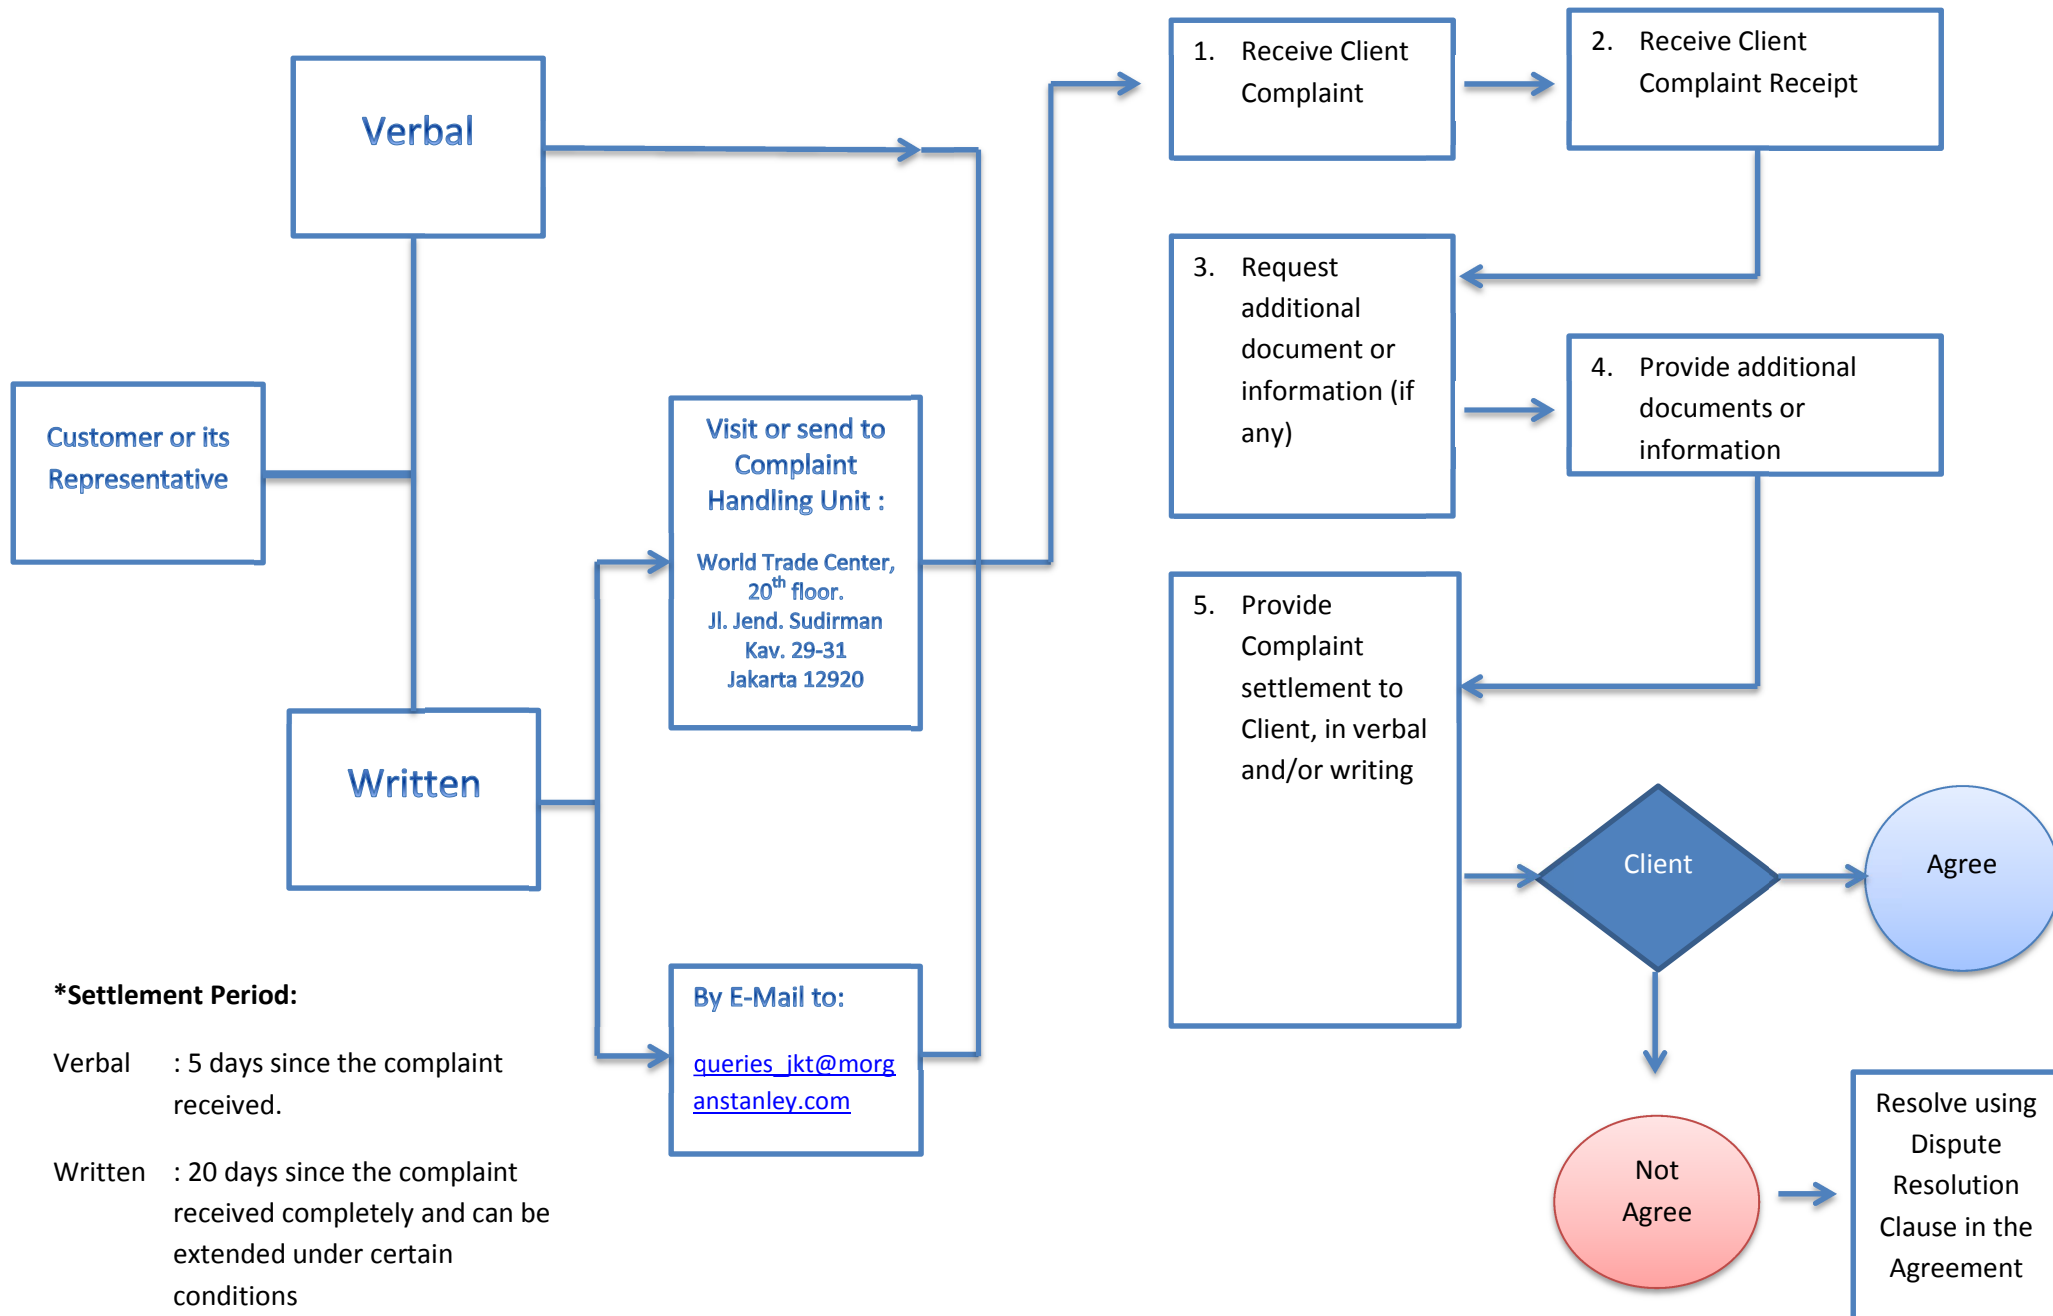 Verbal
Customer or its
Representative
Written
Visit or send to
Complaint
Handling Unit :
World Trade Center,
20th floor.
Jl. Jend. Sudirman
Kav. 29-31
Jakarta 12920
By E-Mail to:
queries_jkt@morg
anstanley.com
*Settlement Period:
Verbal : 5 days since the complaint
received.
Written : 20 days since the complaint
received completely and can be
extended under certain
conditions
1. Receive Client
Complaint
2. Receive Client
Complaint Receipt
3. Request
additional
document or
information (if
any)
4. Provide additional
documents or
information
5. Provide
Complaint
settlement to
Client, in verbal
and/or writing
Client
Agree
Not
Agree
Resolve using
Dispute
Resolution
Clause in the
Agreement